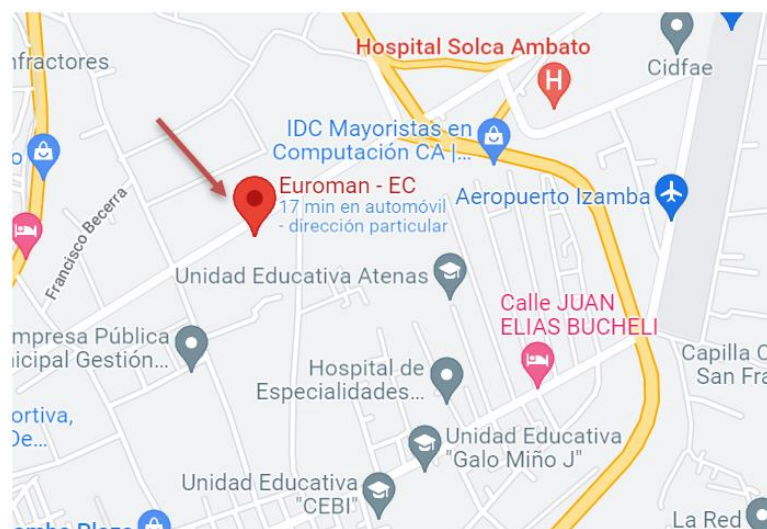 Hospital Solca Ambato
Cidfae
nfractores
H
IDC Mayoristas en
Computación CA |...
o
Euroman - EC
17 min en automóvil
- dirección particular
Aeropuerto Izamba
Francisco Becerra
Unidad Educativa Atenas
Calle JUAN
ELIAS BUCHELI
mpresa Pública
icipal Gestión...
Hospital de
Especialidades...
Capilla C
San Fra
ortiva,
De...
Unidad Educativa
"Galo Miño J"
Unidad Educativa
"CEBI"
La Red